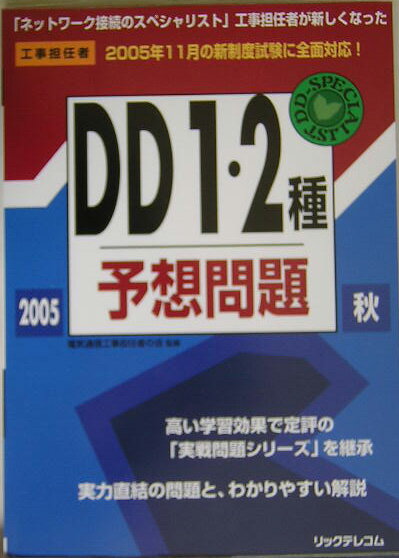 「ネットワーク接続のスペシャリスト」工事担任者が新しくなった
工事担任者 2005年11月の新制度試験に全面対応!
DD-SPECIALIST
DD1・2種
予想問題
2005 秋
電気通信工事担任者の会 監修
高い学習効果で定評の
「実戦問題シリーズ」を継承
実力直結の問題と、わかりやすい解説
リックテレコム